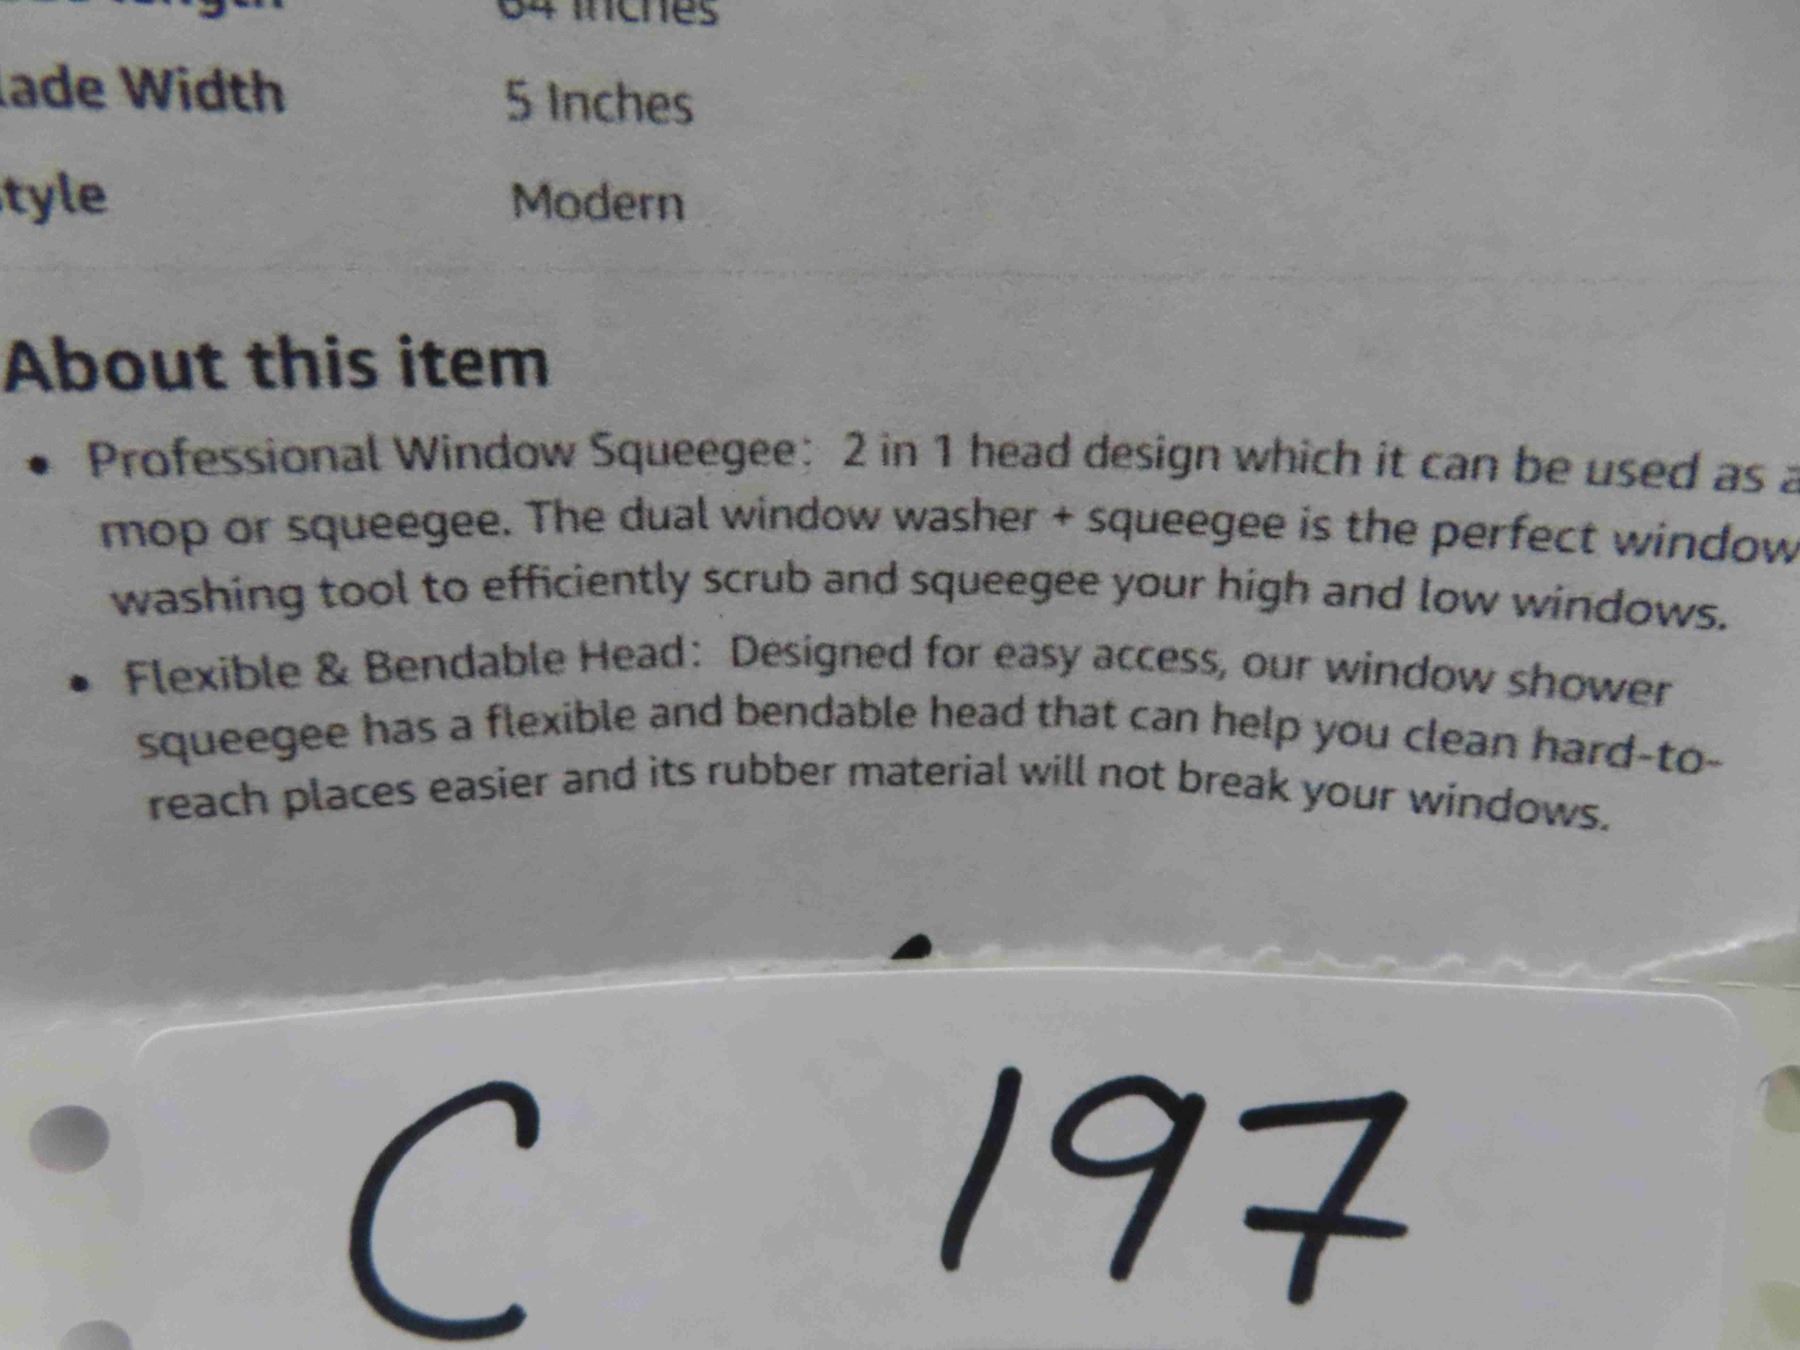 64 Inches
lade Width 5 Inches
tyle Modern
About this item
• Professional Window Squeegee: 2 in 1 head design which it can be used as a
mop or squeegee. The dual window washer + squeegee is the perfect window
washing tool to efficiently scrub and squeegee your high and low windows.
• Flexible & Bendable Head: Designed for easy access, our window shower
squeegee has a flexible and bendable head that can help you clean hard-to-
reach places easier and its rubber material will not break your windows.
C 197